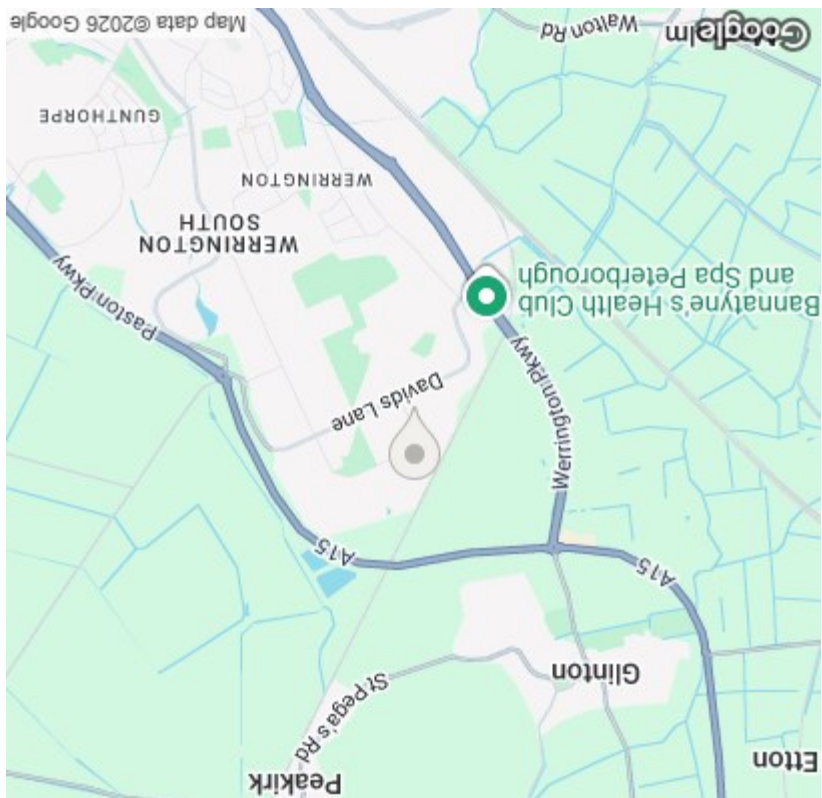 Peakirk
Etton
St Pega's Rd
Glinton
A15
A15
Werrington Pkwy
Davids Lane
Paston Pkwy
Bannatyne's Health Club
and Spa Peterborough
WERRINGTON
SOUTH
WERRINGTON
GUNTHORPE
Walton Rd
Google
Map data ©2026 Google